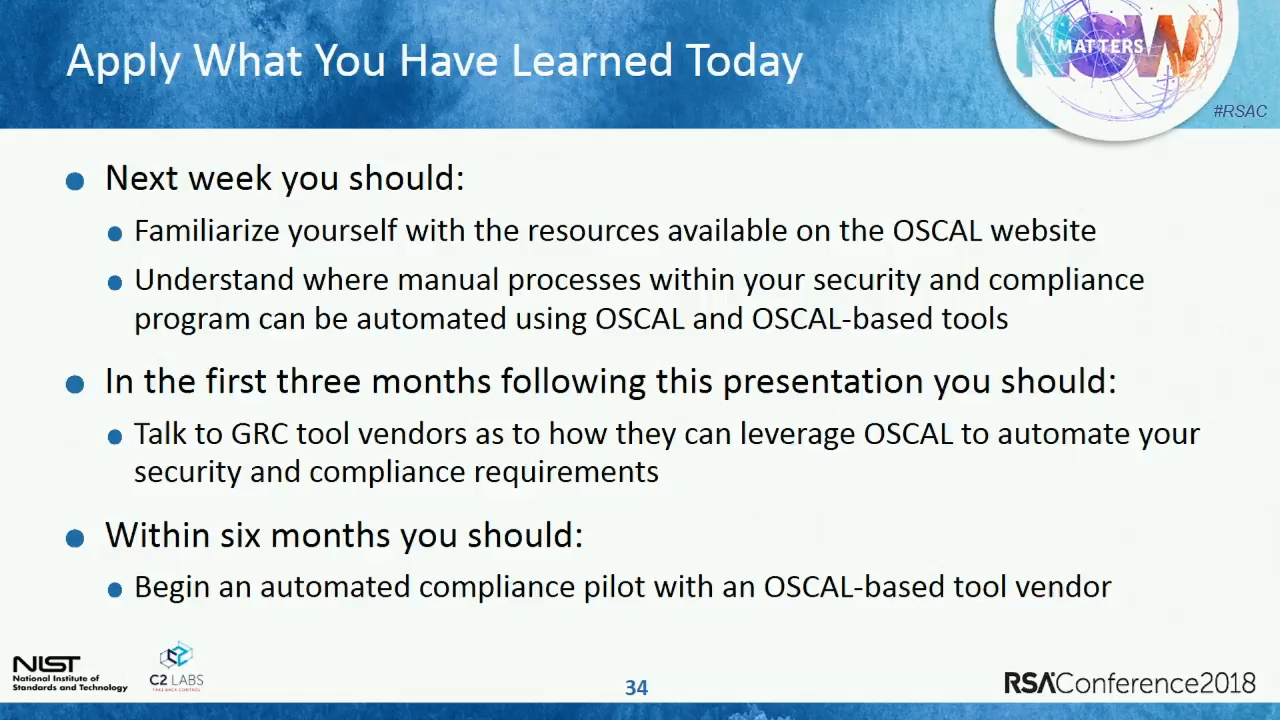 Apply What You Have Learned Today
NOW
MATTERS
#RSAC
Next week you should:
Familiarize yourself with the resources available on the OSCAL website
Understand where manual processes within your security and compliance
program can be automated using OSCAL and OSCAL-based tools
In the first three months following this presentation you should:
Talk to GRC tool vendors as to how they can leverage OSCAL to automate your
security and compliance requirements
Within six months you should:
Begin an automated compliance pilot with an OSCAL-based tool vendor
NIST
National Institute of
Standards and Technology
C2 LABS
TAKE BACK CONTROL
34
RSAConference2018